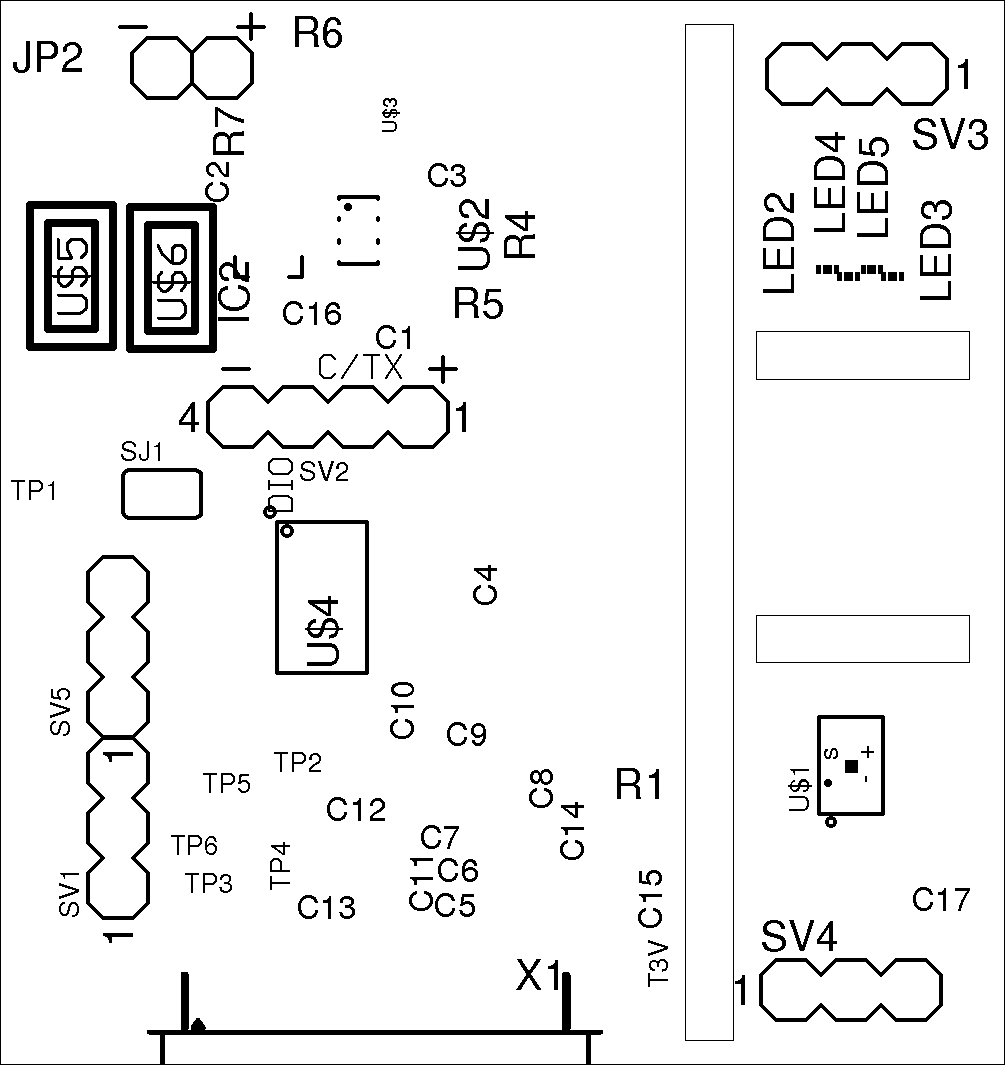 - +
R6
JP2
1
U$3
R7
SV3
LED4
LED5
C2
C3
LED2
LED3
U$2
R4
U$5
U$6
IC2
C16
R5
C1
C/TX
- +
4
1
SJ1
DIO
SV2
TP1
C4
U$4
SV5
C10
C9
1
TP2
TP5
C8
R1
S
+
-
U$1
C12
C14
C7
TP6
TP4
C11
C6
TP3
SV1
C13
C5
C15
C17
1
SV4
T3V
X1
1